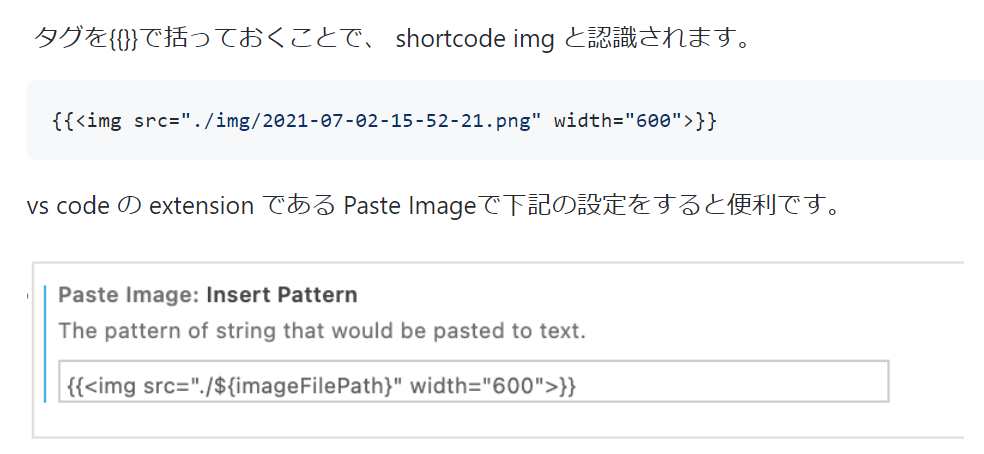 タグを{{}}で括っておくことで、 shortcode img と認識されます。
{{<img src="./img/2021-07-02-15-52-21.png" width="600">}}
vs code の extension である Paste Imageで下記の設定をすると便利です。
Paste Image: Insert Pattern
The pattern of string that would be pasted to text.
{{<img src="./${imageFilePath}" width="600">}}